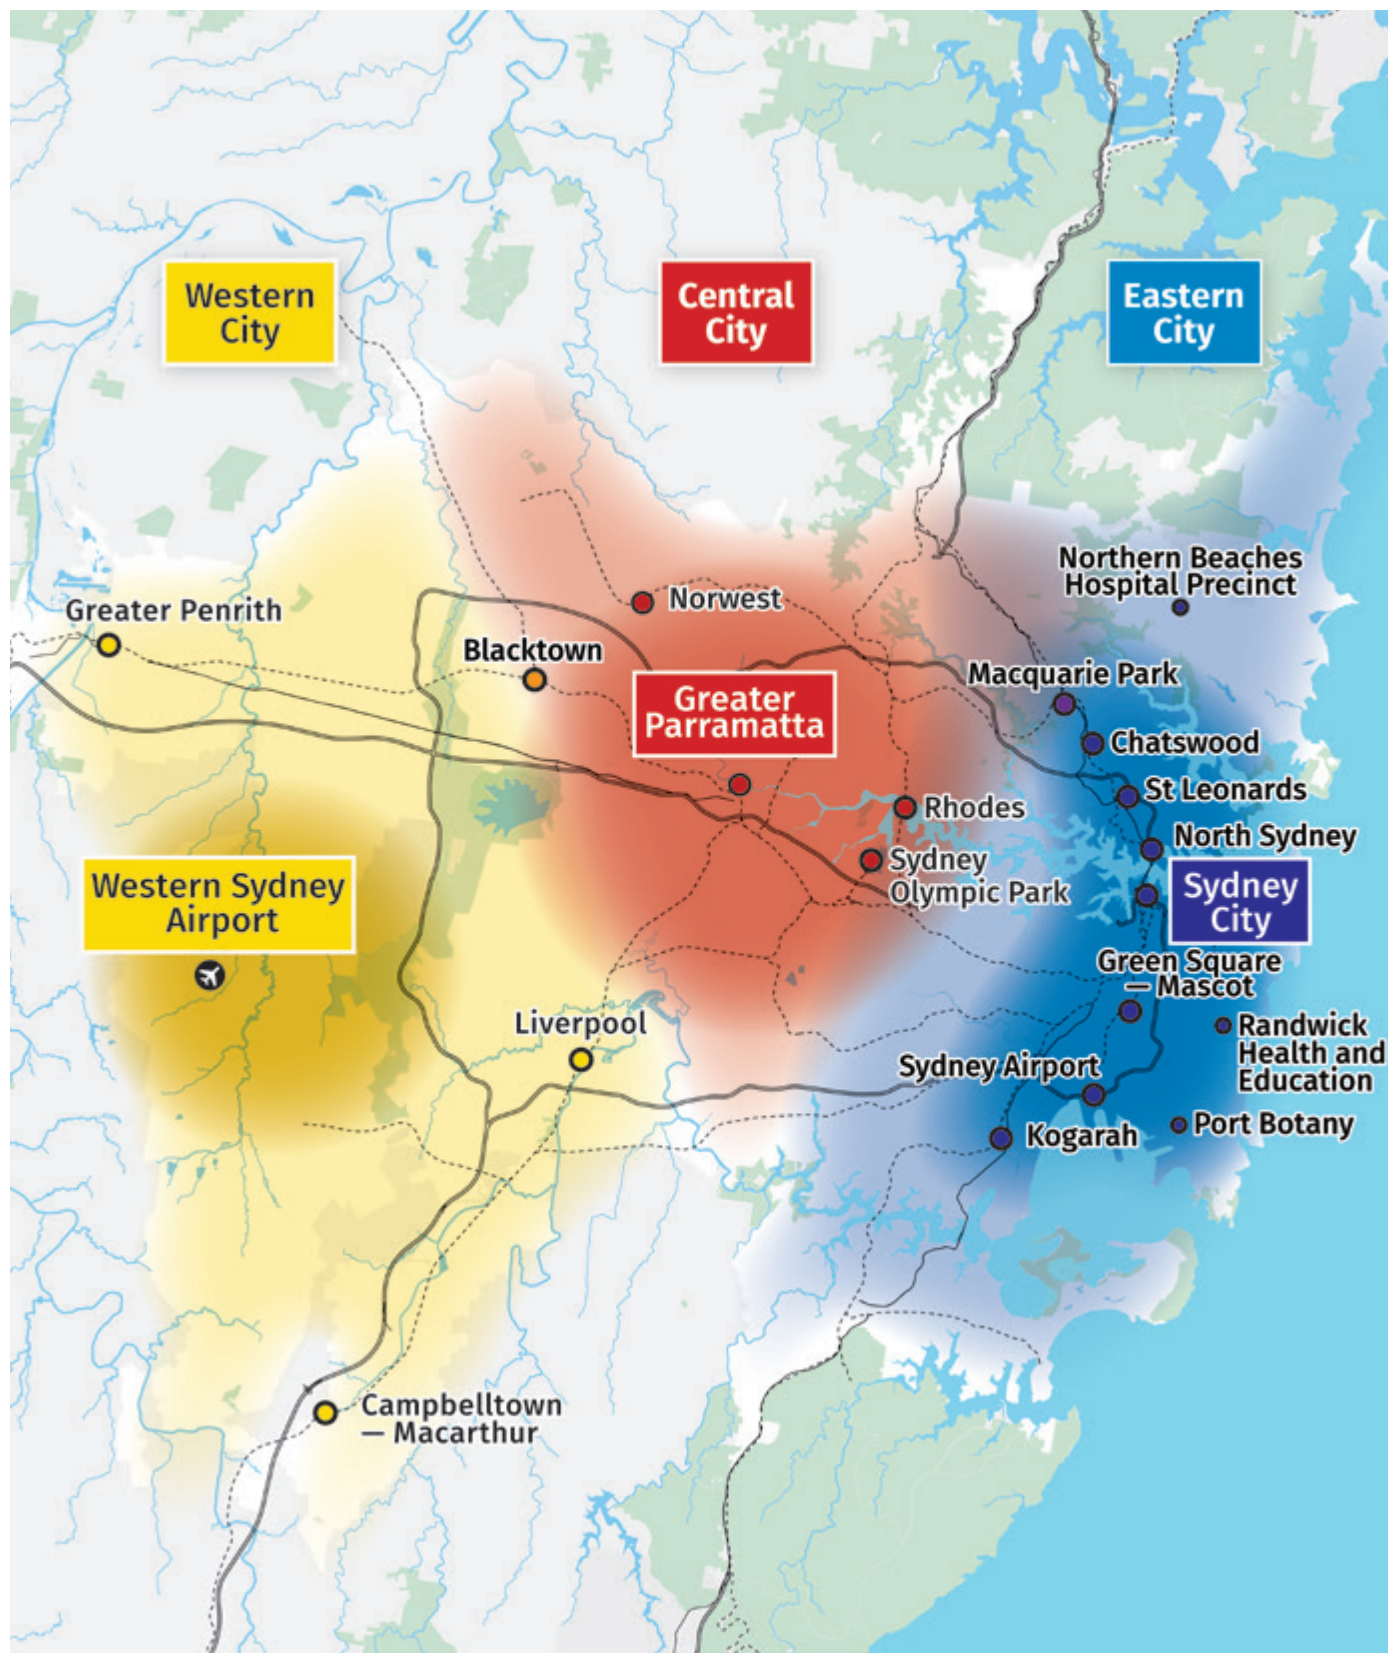 Western
City
Central
City
Eastern
City
Northern Beaches
Hospital Precinct
Greater Penrith
Norwest
Blacktown
Macquarie Park
Greater
Parramatta
Chatswood
St Leonards
Rhodes
North Sydney
Sydney
Olympic Park
Western Sydney
Airport
Sydney
City
Green Square
— Mascot
Liverpool
Randwick
Health and
Education
Sydney Airport
Port Botany
Kogarah
Campbelltown
— Macarthur